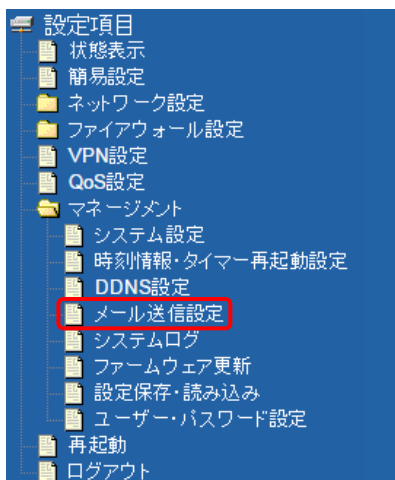 設定項目
状態表示
簡易設定
ネットワーク設定
ファイアウォール設定
VPN設定
QoS設定
マネージメント
システム設定
時刻情報・タイマー再起動設定
DDNS設定
メール送信設定
システムログ
ファームウェア更新
設定保存・読み込み
ユーザー・パスワード設定
再起動
ログアウト